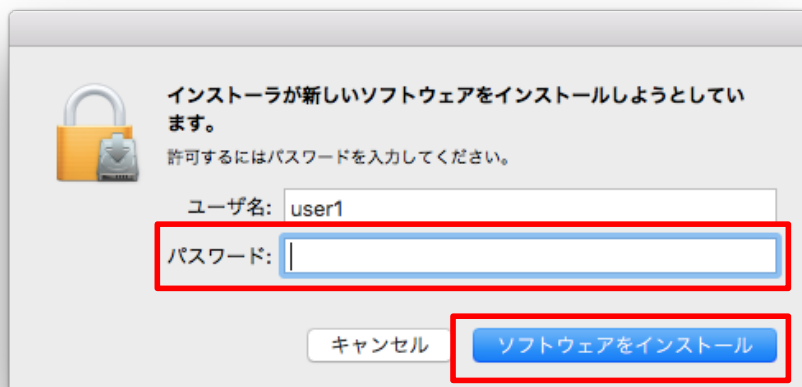 インストーラが新しいソフトウェアをインストールしようとしてい
ます。
許可するにはパスワードを入力してください。
ユーザ名: user1
パスワード:
キャンセル ソフトウェアをインストール